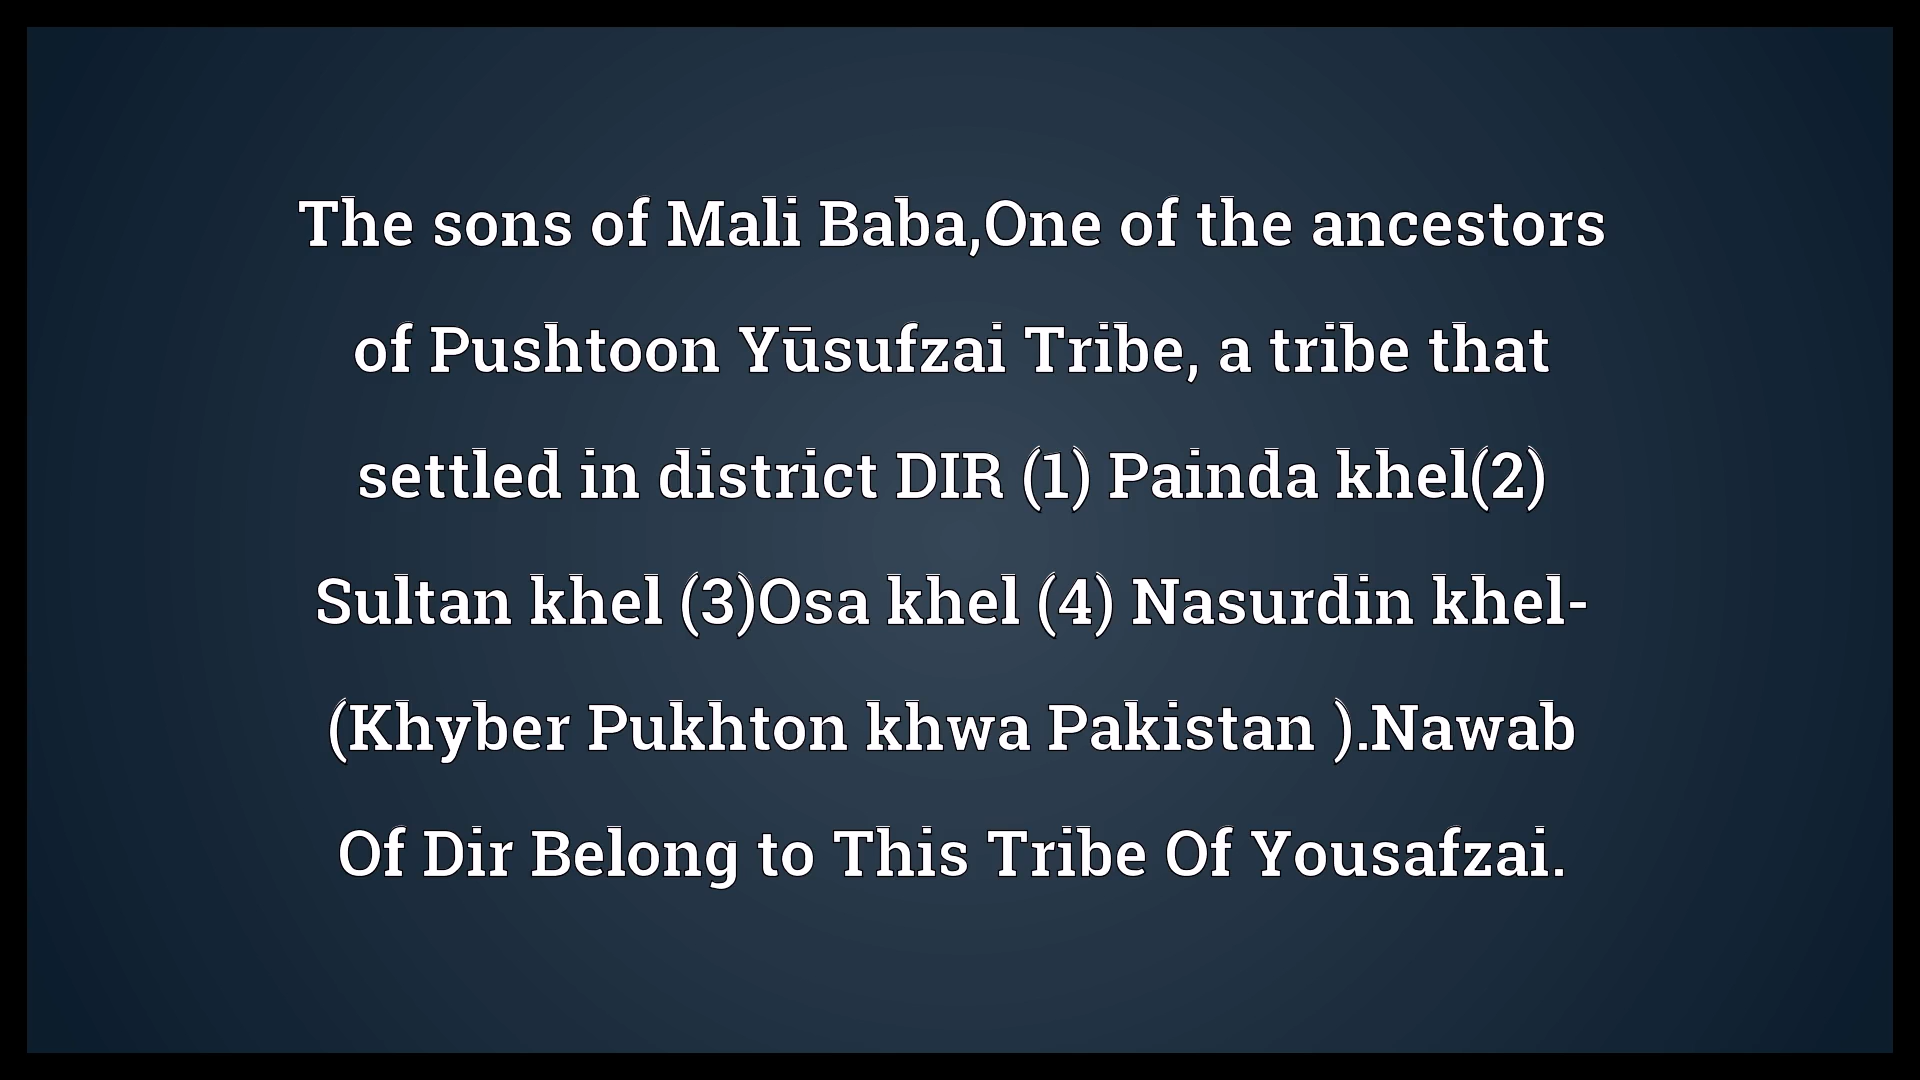 The sons of Mali Baba,One of the ancestors
of Pushtoon Yūsufzai Tribe, a tribe that
settled in district DIR (1) Painda khel(2)
Sultan khel (3)Osa khel (4) Nasurdin khel-
(Khyber Pukhton khwa Pakistan ).Nawab
Of Dir Belong to This Tribe Of Yousafzai.